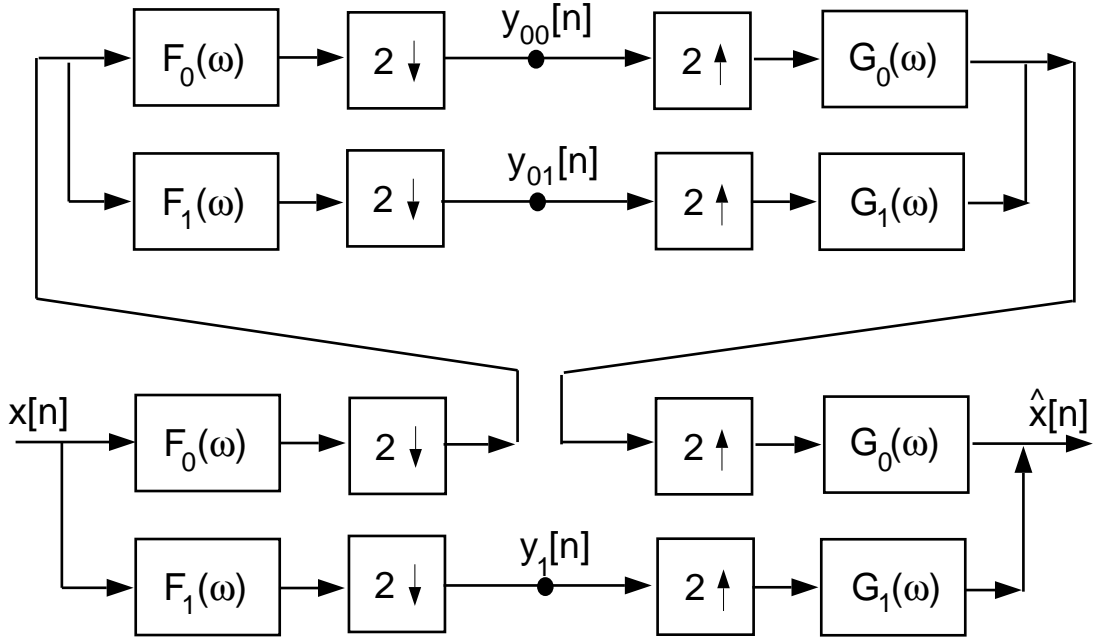 F₀(ω) 2 ↓ y₀₀[n] 2 ↑ G₀(ω)
F₁(ω) 2 ↓ y₀₁[n] 2 ↑ G₁(ω)
x[n] F₀(ω) 2 ↓ 2 ↑ G₀(ω) x̂[n]
F₁(ω) 2 ↓ y₁[n] 2 ↑ G₁(ω)